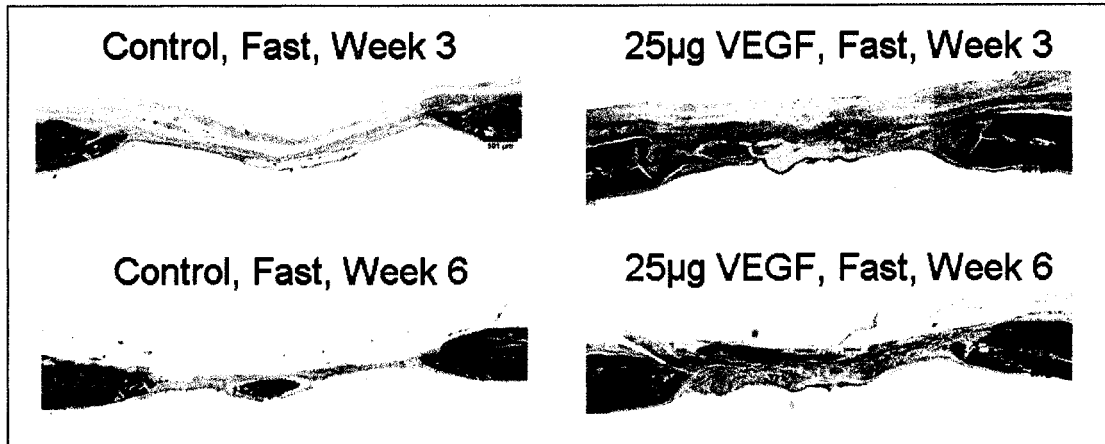 Control, Fast, Week 3
25µg VEGF, Fast, Week 3
Control, Fast, Week 6
25µg VEGF, Fast, Week 6